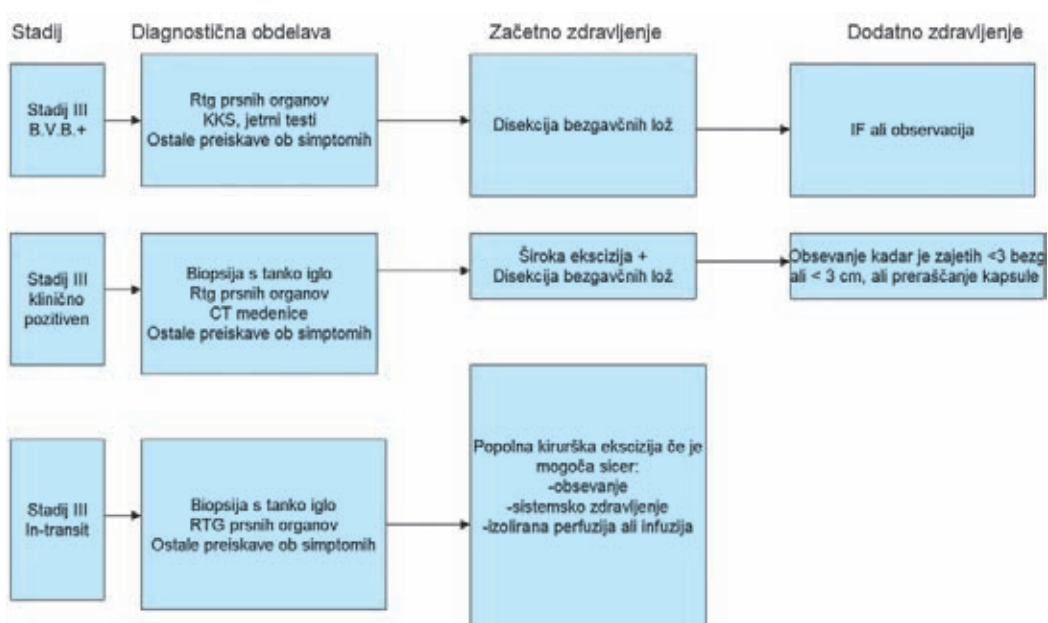 Stadij
Diagnostična obdelava
Začetno zdravljenje
Dodatno zdravljenje
Stadij III
B.V.B.+
Rtg prsnih organov
KKS, jetrni testi
Ostale preiskave ob simptomih
Disekcija bezgavčnih lož
IF ali observacija
Stadij III
klinično
pozitiven
Biopsija s tanko iglo
Rtg prsnih organov
CT medenice
Ostale preiskave ob simptomih
Široka ekscizija +
Disekcija bezgavčnih lož
Obsevanje kadar je zajetih <3 bezg
ali < 3 cm, ali preraščanje kapsule
Stadij III
In-transit
Biopsija s tanko iglo
RTG prsnih organov
Ostale preiskave ob simptomih
Popolna kirurška ekscizija če je
mogoča sicer:
-obsevanje
-sistemsko zdravljenje
-izolirana perfuzija ali infuzija